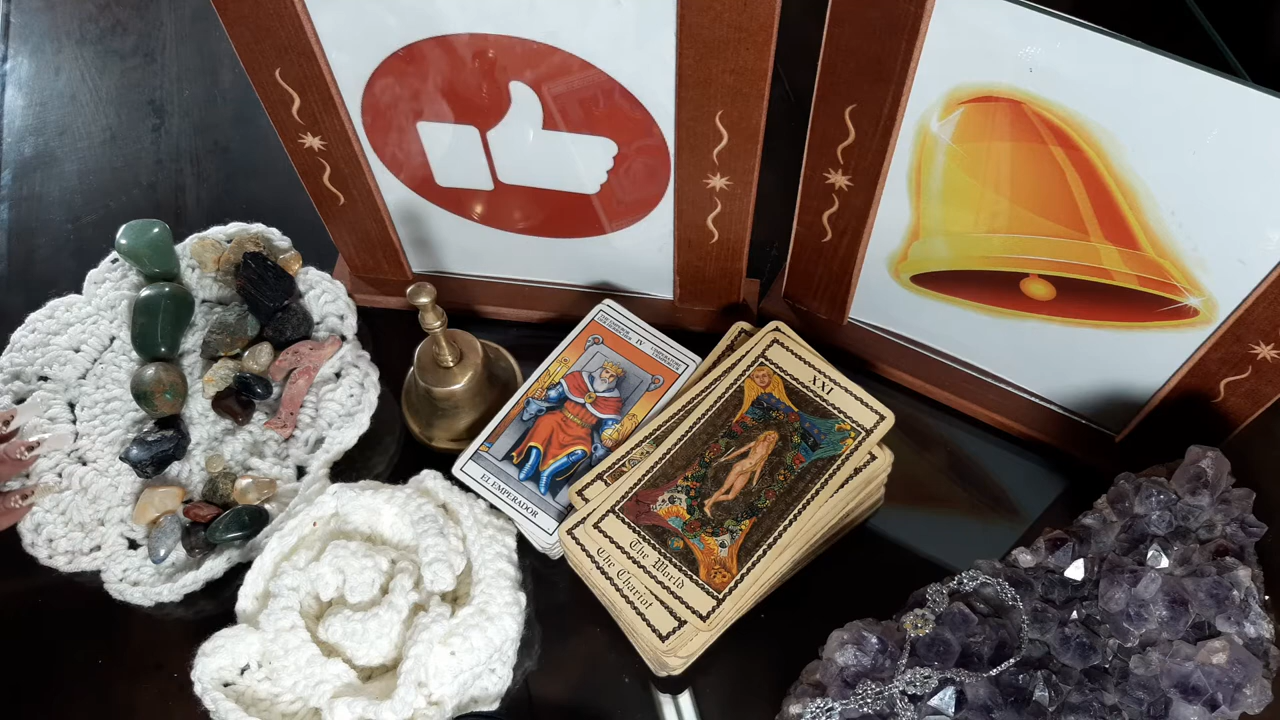 IV
EL EMPERADOR
XXI
The World
The Chariot